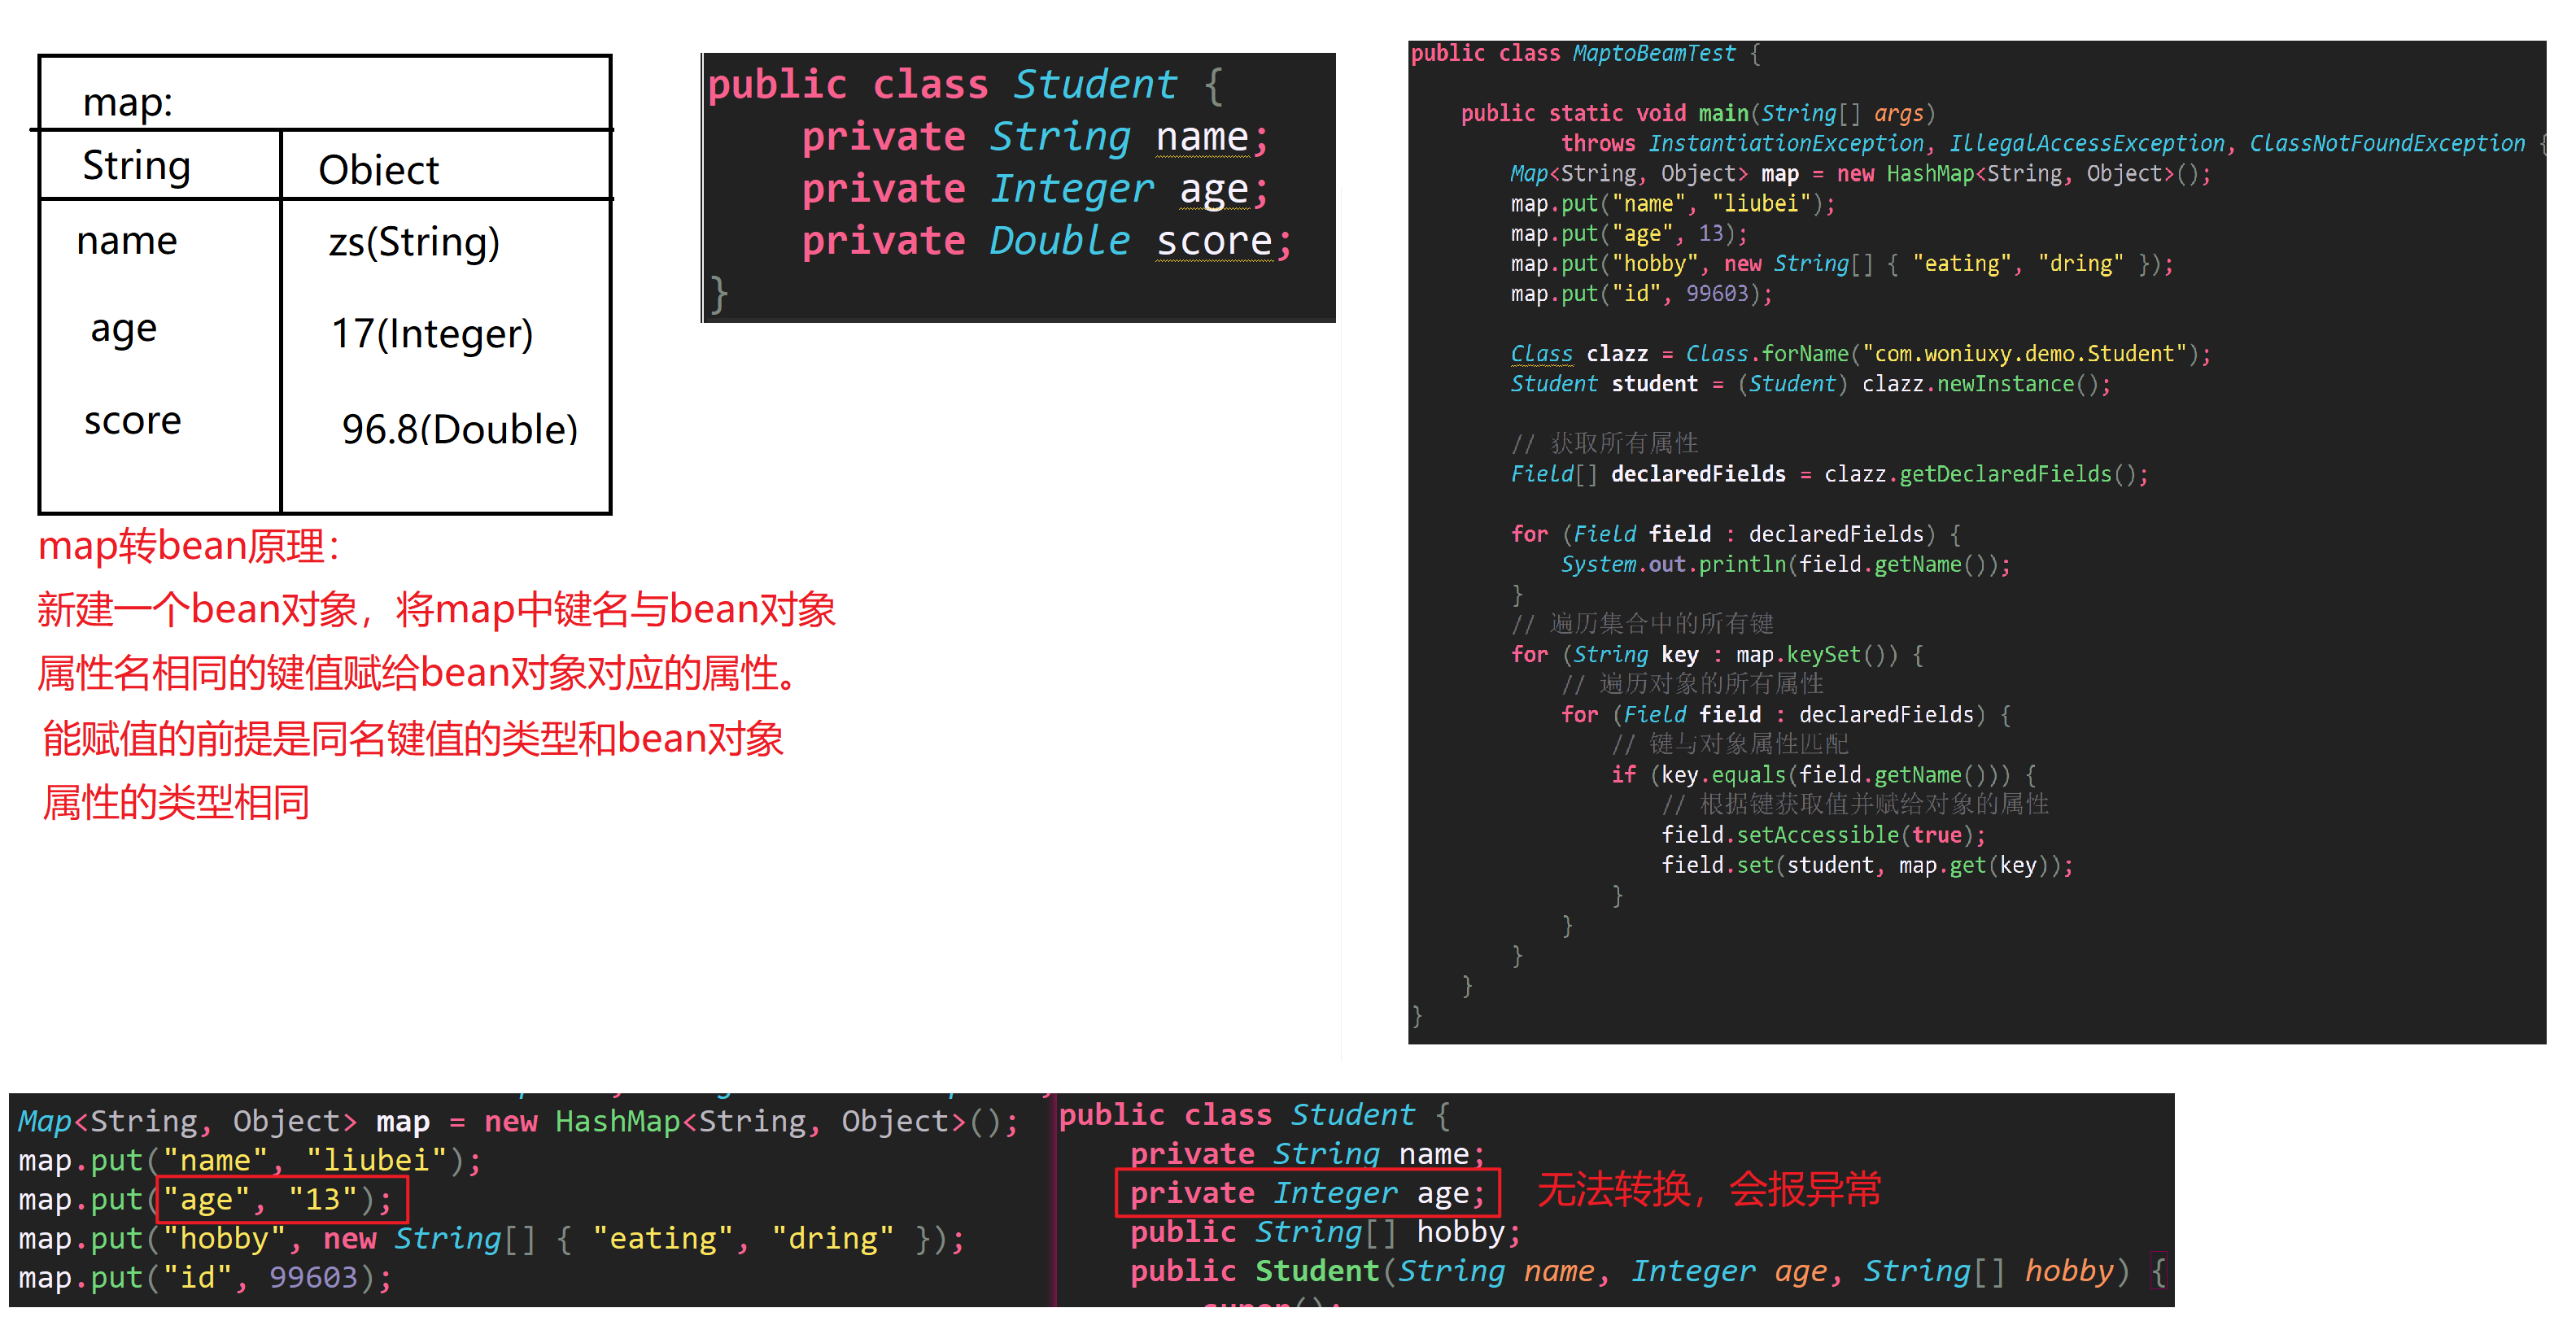 map:
String Obiect
name zs(String)
age 17(Integer)
score 96.8(Double)
map转bean原理：
新建一个bean对象，将map中键名与bean对象
属性名相同的键值赋给bean对象对应的属性。
能赋值的前提是同名键值的类型和bean对象
属性的类型相同
public class Student {
private String name;
private Integer age;
private Double score;
}
public class MaptoBeamTest {
public static void main(String[] args)
throws InstantiationException, IllegalAccessException, ClassNotFoundException {
Map<String, Object> map = new HashMap<String, Object>();
map.put("name", "liubei");
map.put("age", 13);
map.put("hobby", new String[] { "eating", "dring" });
map.put("id", 99603);
Class clazz = Class.forName("com.woniuxy.demo.Student");
Student student = (Student) clazz.newInstance();
// 获取所有属性
Field[] declaredFields = clazz.getDeclaredFields();
for (Field field : declaredFields) {
System.out.println(field.getName());
}
// 遍历集合中的所有键
for (String key : map.keySet()) {
// 遍历对象的所有属性
for (Field field : declaredFields) {
// 键与对象属性匹配
if (key.equals(field.getName())) {
// 根据键获取值并赋给对象的属性
field.setAccessible(true);
field.set(student, map.get(key));
}
}
}
}
}
Map<String, Object> map = new HashMap<String, Object>();
map.put("name", "liubei");
map.put("age", "13");
map.put("hobby", new String[] { "eating", "dring" });
map.put("id", 99603);
public class Student {
private String name;
private Integer age;
无法转换，会报异常
public String[] hobby;
public Student(String name, Integer age, String[] hobby) {